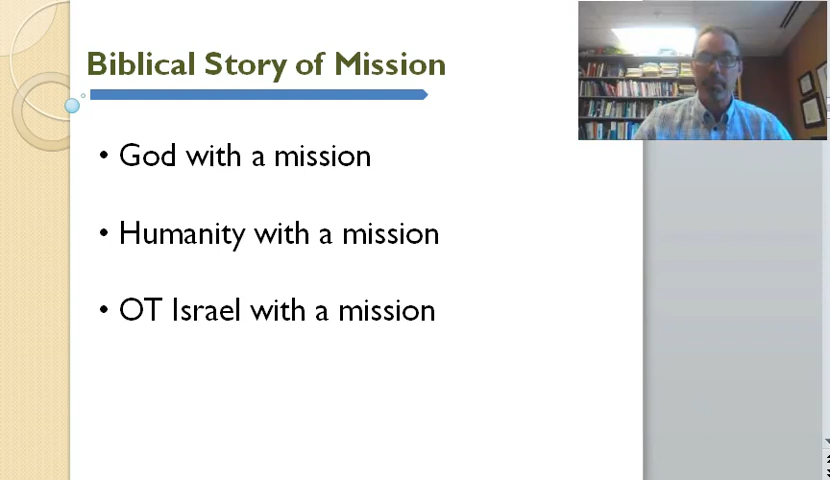 Biblical Story of Mission
• God with a mission
• Humanity with a mission
• OT Israel with a mission